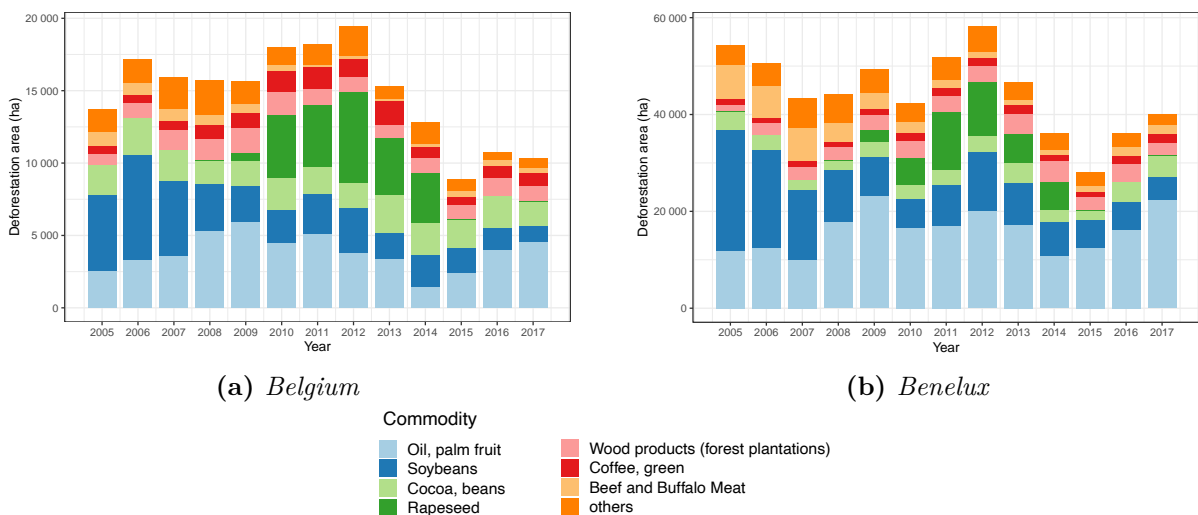 20 000
15 000
10 000
5 000
0
Deforestation area (ha)
2005 2006 2007 2008 2009 2010 2011 2012 2013 2014 2015 2016 2017
Year
(a) Belgium
60 000
40 000
20 000
0
Deforestation area (ha)
2005 2006 2007 2008 2009 2010 2011 2012 2013 2014 2015 2016 2017
Year
(b) Benelux
Commodity
Oil, palm fruit
Soybeans
Cocoa, beans
Rapeseed
Wood products (forest plantations)
Coffee, green
Beef and Buffalo Meat
others